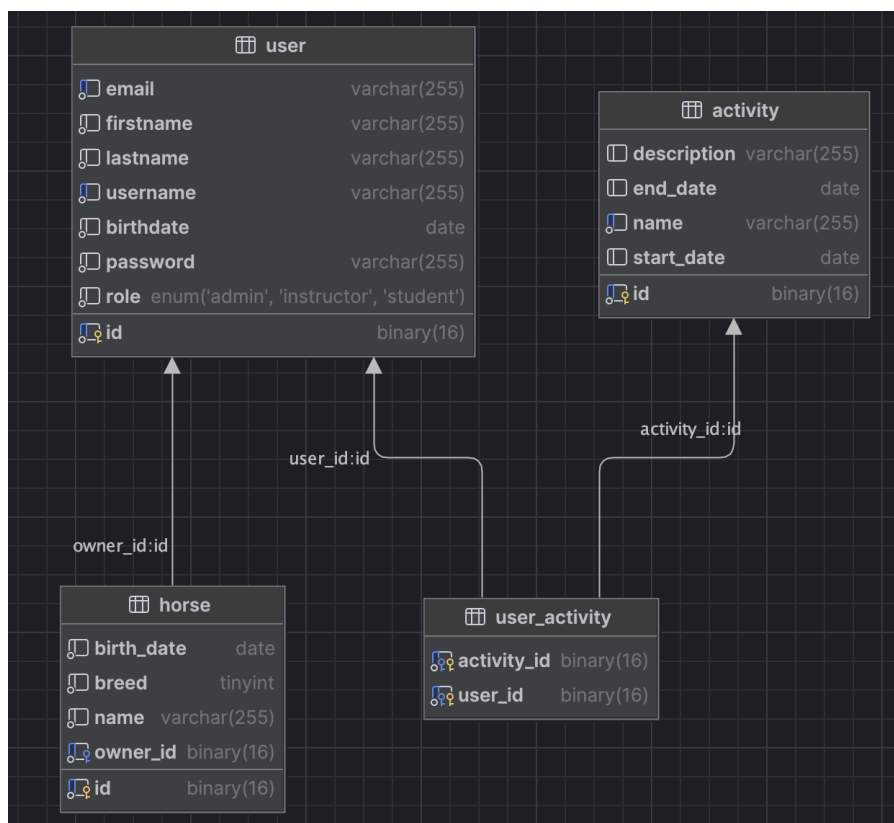 user
email varchar(255)
firstname varchar(255)
lastname varchar(255)
username varchar(255)
birthdate date
password varchar(255)
role enum('admin', 'instructor', 'student')
id binary(16)
activity
description varchar(255)
end_date date
name varchar(255)
start_date date
id binary(16)
activity_id:id
user_id:id
owner_id:id
horse
birth_date date
breed tinyint
name varchar(255)
owner_id binary(16)
id binary(16)
user_activity
activity_id binary(16)
user_id binary(16)